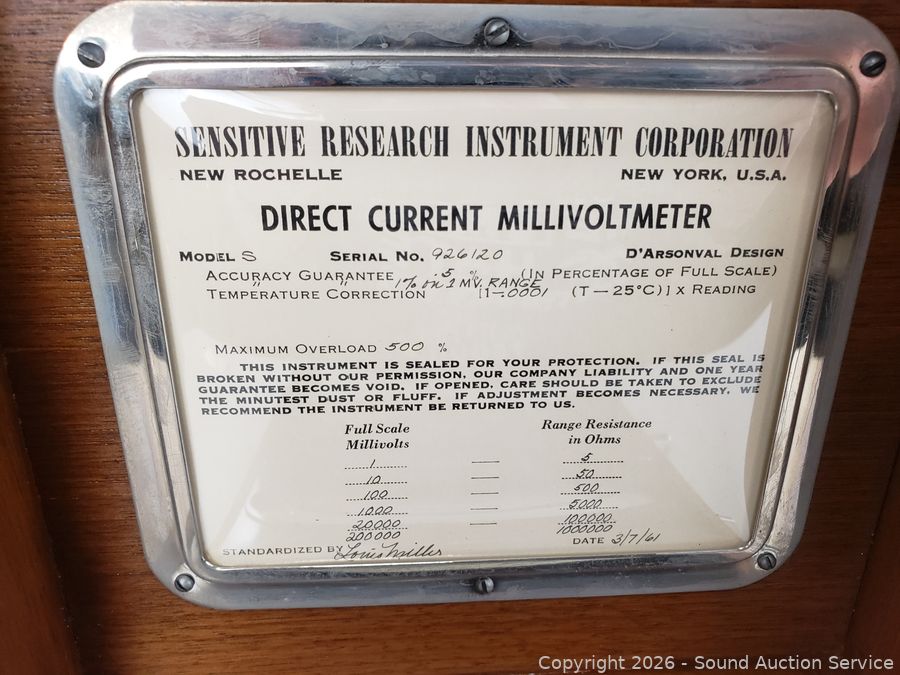 SENSITIVE RESEARCH INSTRUMENT CORPORATION
NEW ROCHELLE NEW YORK, U.S.A.
DIRECT CURRENT MILLIVOLTMETER
MODEL S SERIAL NO. 926120 D'ARSONVAL DESIGN
ACCURACY GUARANTEE .5 % (IN PERCENTAGE OF FULL SCALE)
" " 1% on 1 MV. RANGE
TEMPERATURE CORRECTION [1-.0001 (T — 25°C)] X READING
MAXIMUM OVERLOAD 500 %
THIS INSTRUMENT IS SEALED FOR YOUR PROTECTION. IF THIS SEAL IS
BROKEN WITHOUT OUR PERMISSION, OUR COMPANY LIABILITY AND ONE YEAR
GUARANTEE BECOMES VOID. IF OPENED, CARE SHOULD BE TAKEN TO EXCLUDE
THE MINUTEST DUST OR FLUFF. IF ADJUSTMENT BECOMES NECESSARY, WE
RECOMMEND THE INSTRUMENT BE RETURNED TO US.
Full Scale Range Resistance
Millivolts in Ohms
1 — 5
10 — 50
100 — 500
1000 — 5000
20000 — 100000
200000 1000000
STANDARDIZED BY Louis Miller DATE 3/7/61
Copyright 2026 - Sound Auction Service